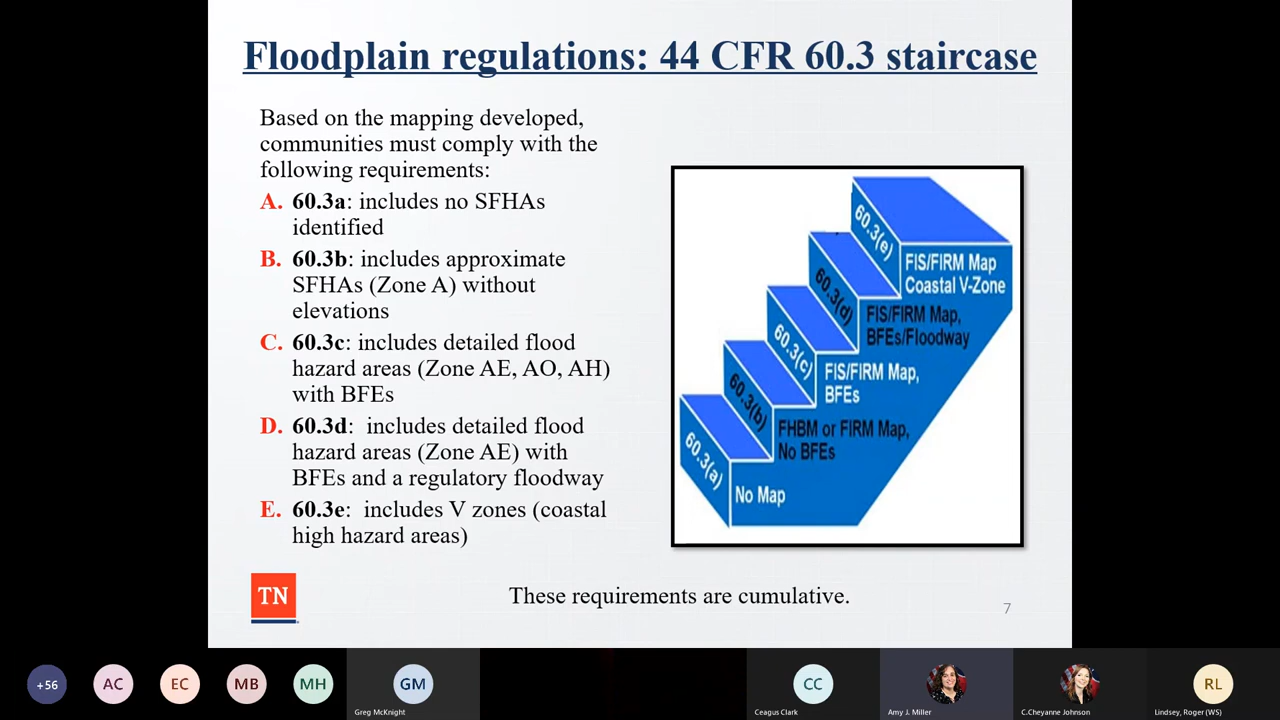 Floodplain regulations: 44 CFR 60.3 staircase
Based on the mapping developed,
communities must comply with the
following requirements:
A. 60.3a: includes no SFHAs
identified
B. 60.3b: includes approximate
SFHAs (Zone A) without
elevations
C. 60.3c: includes detailed flood
hazard areas (Zone AE, AO, AH)
with BFEs
D. 60.3d: includes detailed flood
hazard areas (Zone AE) with
BFEs and a regulatory floodway
E. 60.3e: includes V zones (coastal
high hazard areas)
60.3(e)
FIS/FIRM Map
Coastal V-Zone
60.3(d)
FIS/FIRM Map,
BFEs/Floodway
60.3(c)
FIS/FIRM Map,
BFEs
60.3(b)
FHBM or FIRM Map,
No BFEs
60.3(a)
No Map
TN
These requirements are cumulative.
7
+56
AC
EC
MB
MH
GM
Greg McKnight
CC
Ceagus Clark
Amy J. Miller
C.Cheyanne Johnson
RL
Lindsey, Roger (WS)